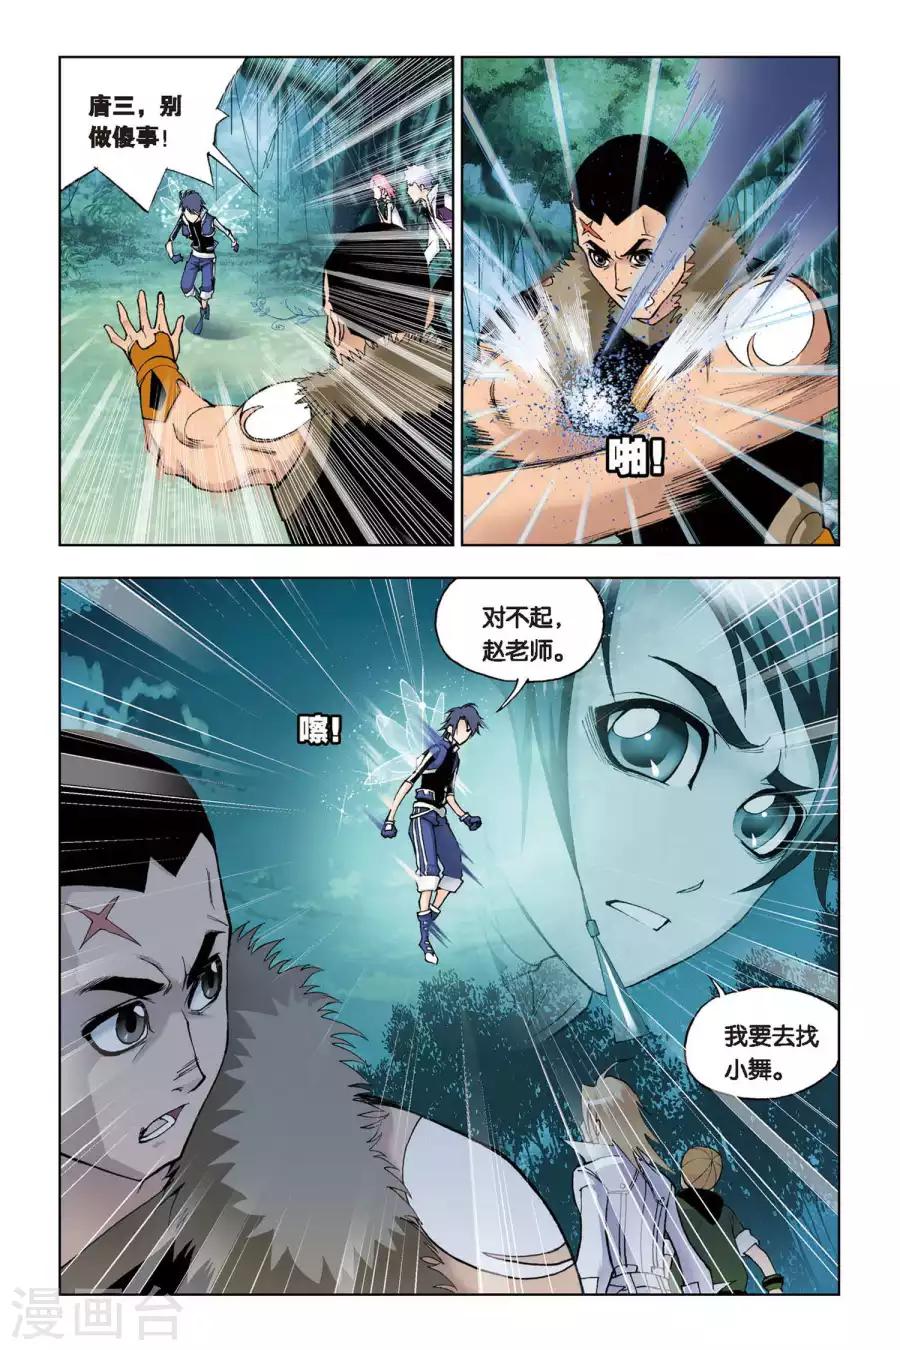 唐三，别
做傻事！
啪！
对不起，
赵老师。
嚓！
我要去找
小舞。
漫画台